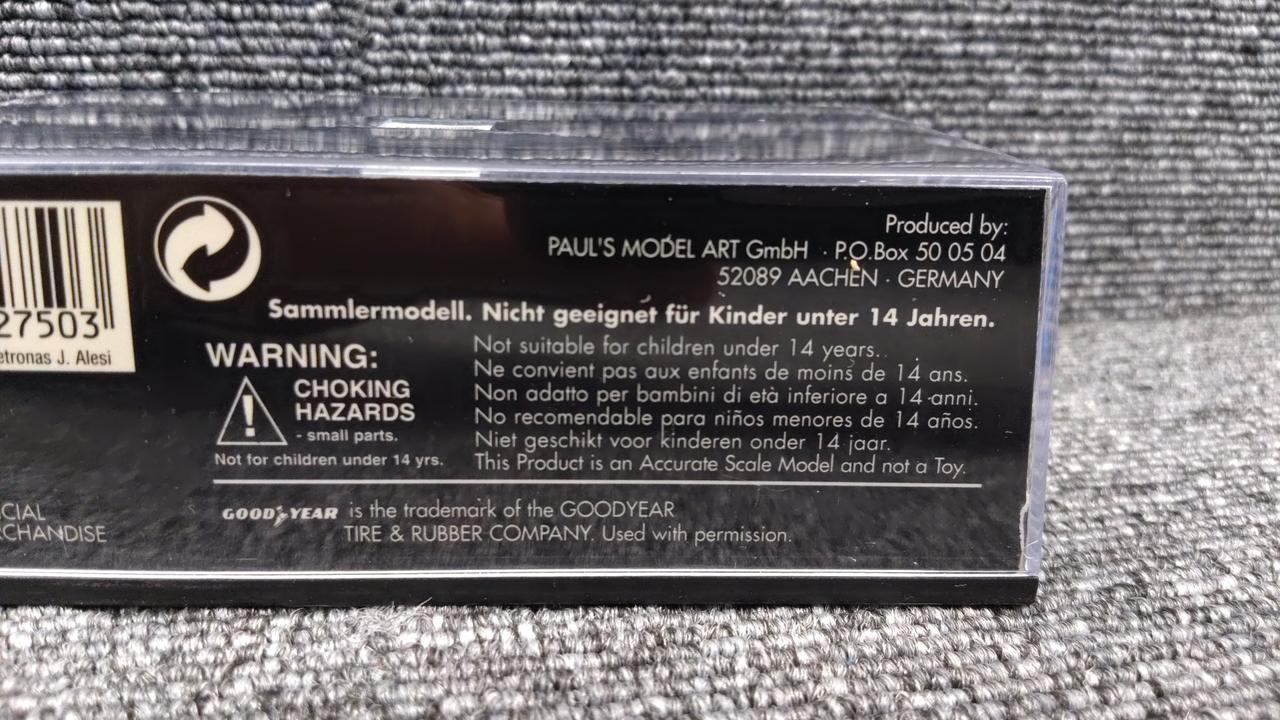 Produced by:
PAUL'S MODEL ART GmbH · P.O.Box 50 05 04
52089 AACHEN · GERMANY
27503
etronas J. Alesi
Sammlermodell. Nicht geeignet für Kinder unter 14 Jahren.
WARNING:
CHOKING
HAZARDS
- small parts.
Not for children under 14 yrs.
Not suitable for children under 14 years.
Ne convient pas aux enfants de moins de 14 ans.
Non adatto per bambini di età inferiore a 14 anni.
No recomendable para niños menores de 14 años.
Niet geschikt voor kinderen onder 14 jaar.
This Product is an Accurate Scale Model and not a Toy.
CIAL
CHANDISE
GOODYEAR is the trademark of the GOODYEAR
TIRE & RUBBER COMPANY. Used with permission.